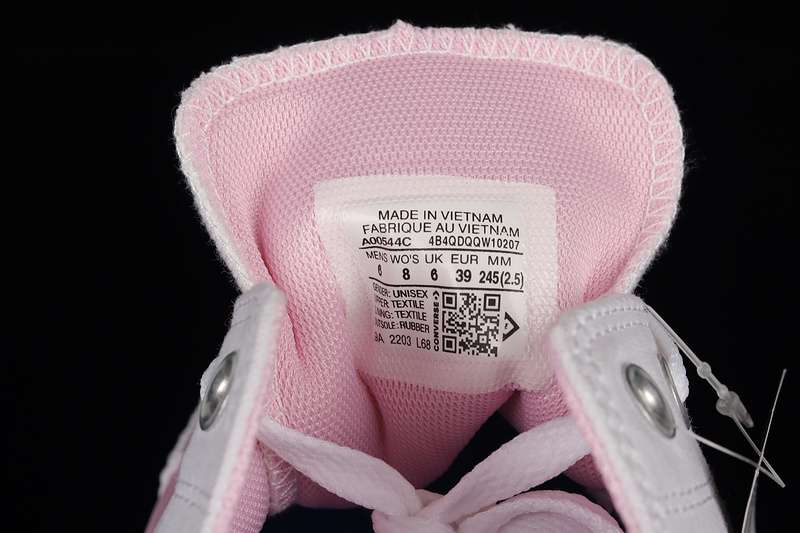 MADE IN VIETNAM
FABRIQUE AU VIETNAM
A00544C 4B4QDQQW10207
MENS WO'S UK EUR MM
6 8 6 39 245(2.5)
GENDER: UNISEX
UPPER: TEXTILE
LINING: TEXTILE
OUTSOLE: RUBBER
2203 L68
CONVERSE